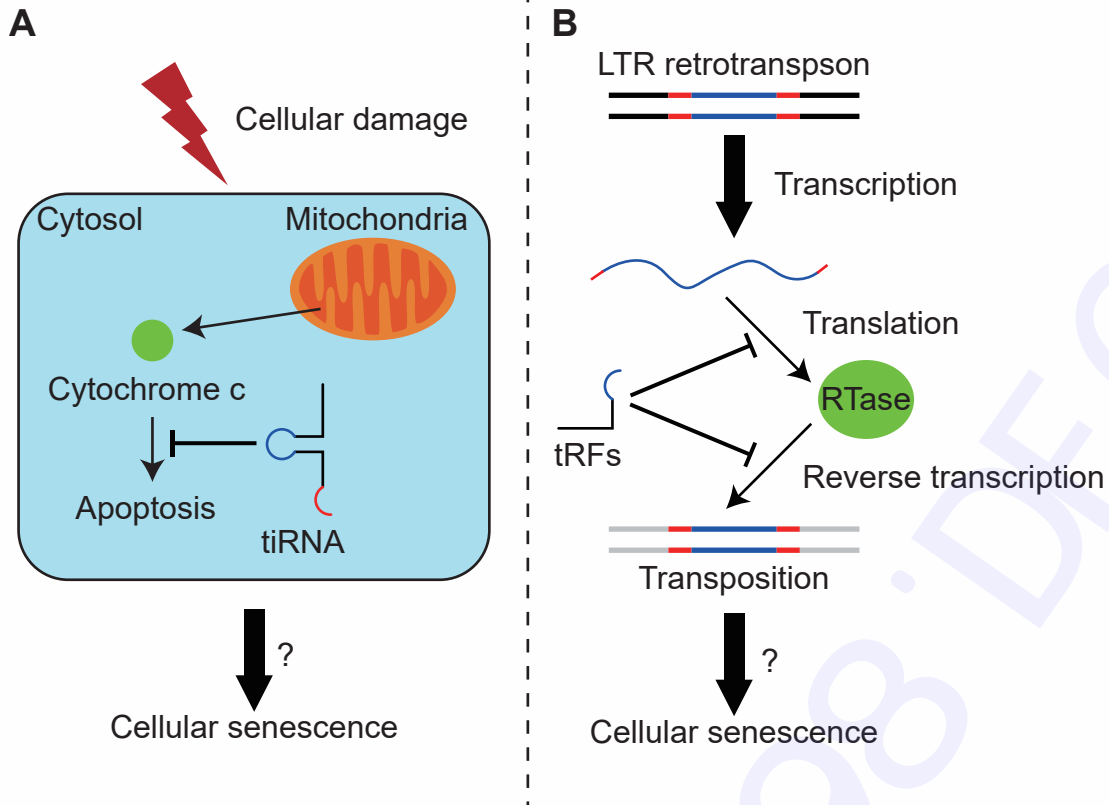 A
Cellular damage
Cytosol
Mitochondria
Cytochrome c
Apoptosis
tiRNA
?
Cellular senescence
B
LTR retrotranspson
Transcription
Translation
RTase
tRFs
Reverse transcription
Transposition
?
Cellular senescence